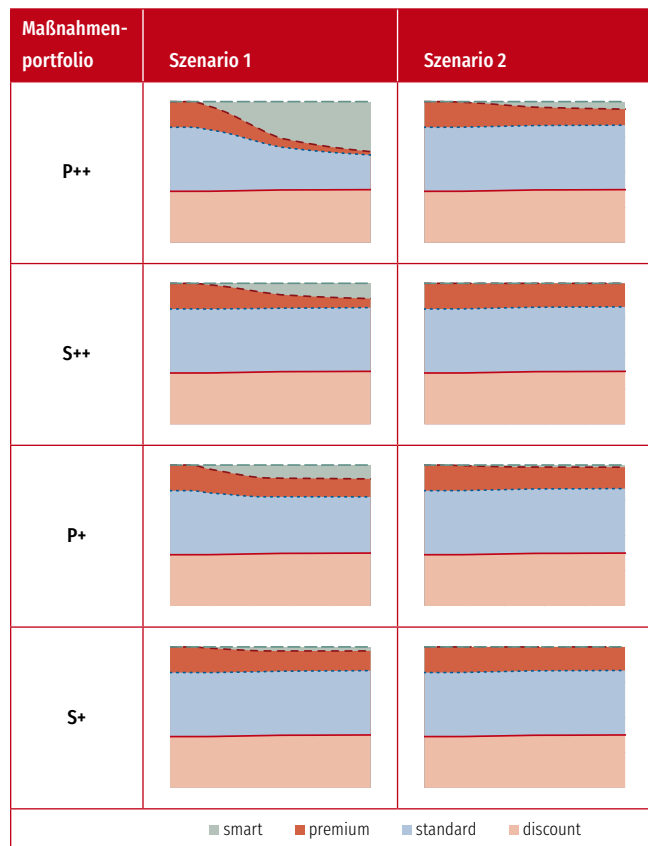 Maßnahmen-
portfolio
Szenario 1
Szenario 2
P++
S++
P+
S+
smart premium standard discount